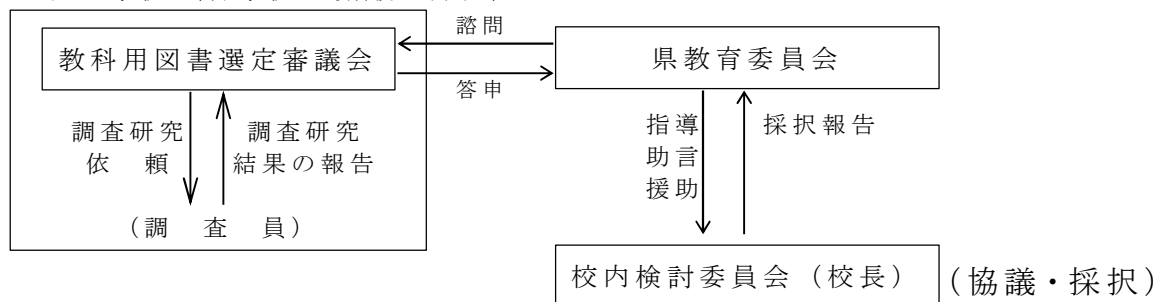 諮問
教科用図書選定審議会
県教育委員会
答申
調査研究
依頼
調査研究
結果の報告
指導
助言
援助
採択報告
(調査員)
校内検討委員会(校長)
(協議・採択)